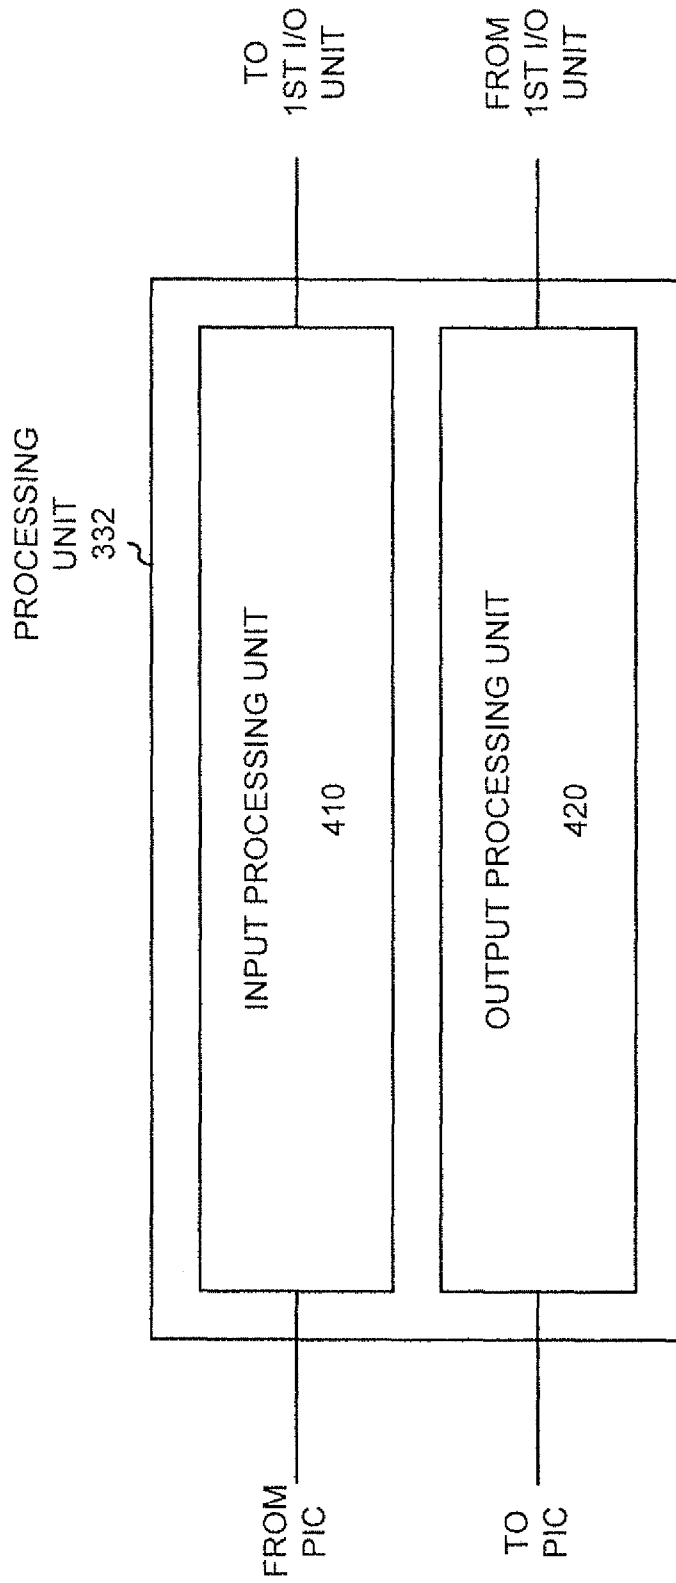 PROCESSING
UNIT
332
FROM
PIC
INPUT PROCESSING UNIT
410
TO
1ST I/O
UNIT
TO
PIC
OUTPUT PROCESSING UNIT
420
FROM
1ST I/O
UNIT